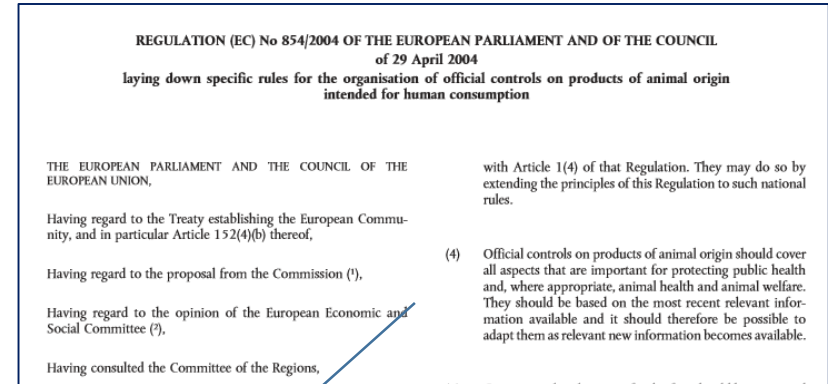 REGULATION (EC) No 854/2004 OF THE EUROPEAN PARLIAMENT AND OF THE COUNCIL
of 29 April 2004
laying down specific rules for the organisation of official controls on products of animal origin
intended for human consumption
THE EUROPEAN PARLIAMENT AND THE COUNCIL OF THE
EUROPEAN UNION,
Having regard to the Treaty establishing the European Commu-
nity, and in particular Article 152(4)(b) thereof,
Having regard to the proposal from the Commission (¹),
Having regard to the opinion of the European Economic and
Social Committee (²),
Having consulted the Committee of the Regions,
with Article 1(4) of that Regulation. They may do so by
extending the principles of this Regulation to such national
rules.
(4) Official controls on products of animal origin should cover
all aspects that are important for protecting public health
and, where appropriate, animal health and animal welfare.
They should be based on the most recent relevant infor-
mation available and it should therefore be possible to
adapt them as relevant new information becomes available.